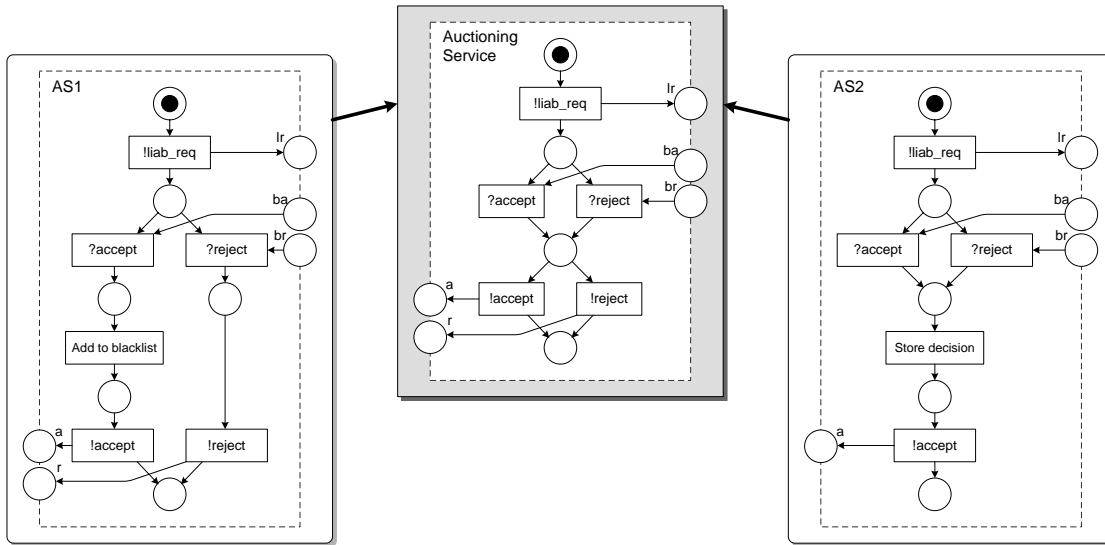 AS1
!liab_req
lr
ba
br
?accept
?reject
Add to blacklist
a
!accept
!reject
r
Auctioning
Service
!liab_req
lr
ba
br
?accept
?reject
a
!accept
!reject
r
AS2
!liab_req
lr
ba
br
?accept
?reject
Store decision
a
!accept